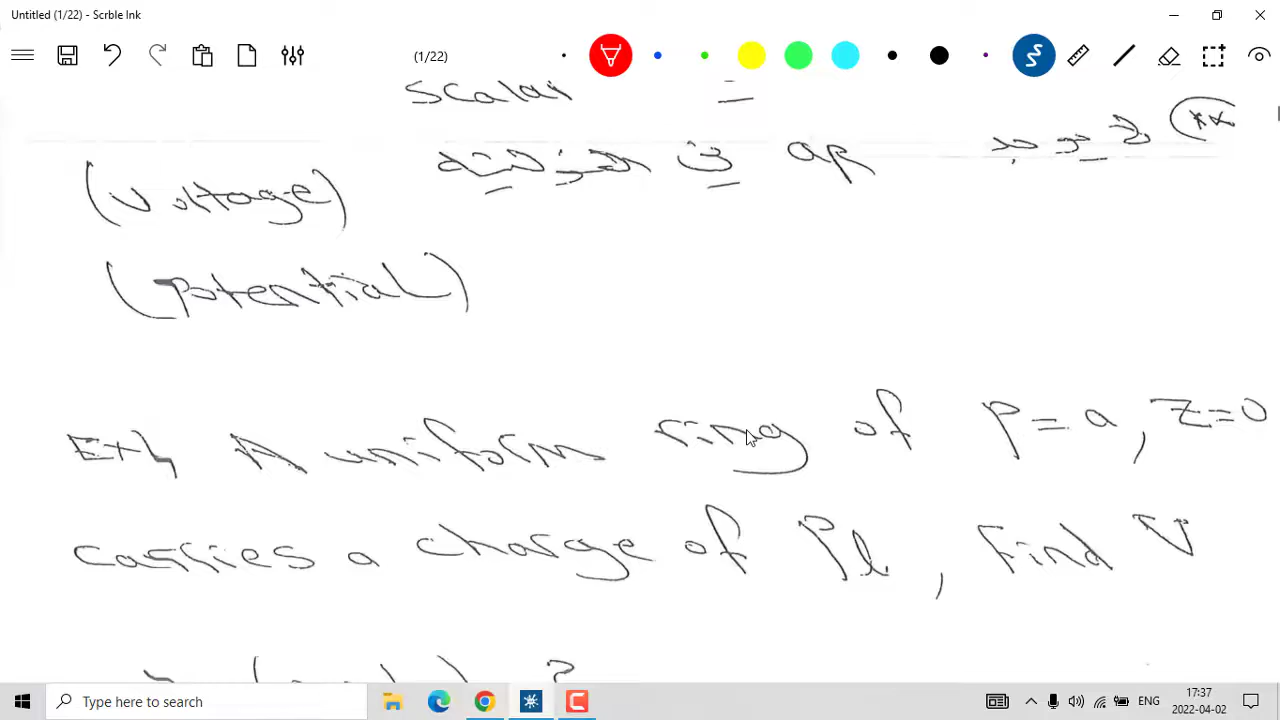 Untitled (1/22) - Scrble Ink
(1/22)
scalar
(Voltage)
(potential)
Ex1, A uniform ring of ρ=a, z=0
carries a charge of ρl, Find V
?
Type here to search
ENG
17:37
2022-04-02